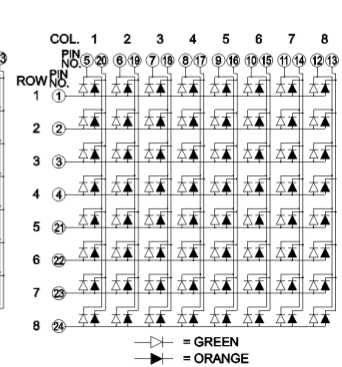 COL. 1 2 3 4 5 6 7 8
PIN NO. 5 20 6 19 7 18 8 17 9 16 10 15 11 14 12 13
ROW PIN NO.
1 1
2 2
3 3
4 4
5 21
6 22
7 23
8 24
= GREEN
= ORANGE